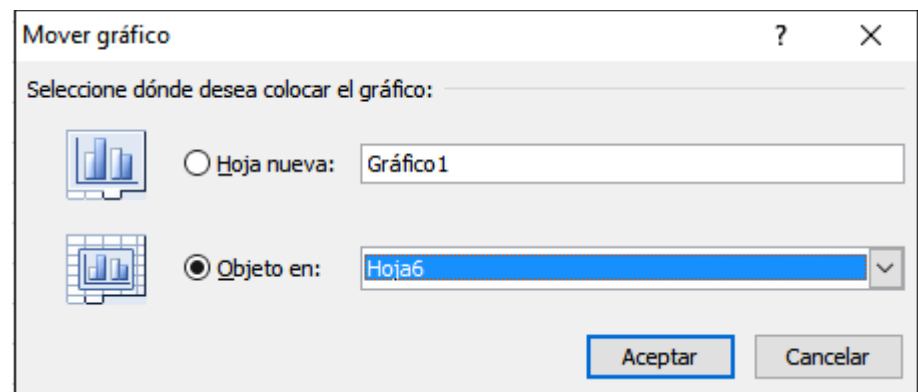 Mover gráfico
Seleccione dónde desea colocar el gráfico:
Hoja nueva: Gráfico1
Objeto en: Hoja6
Aceptar Cancelar